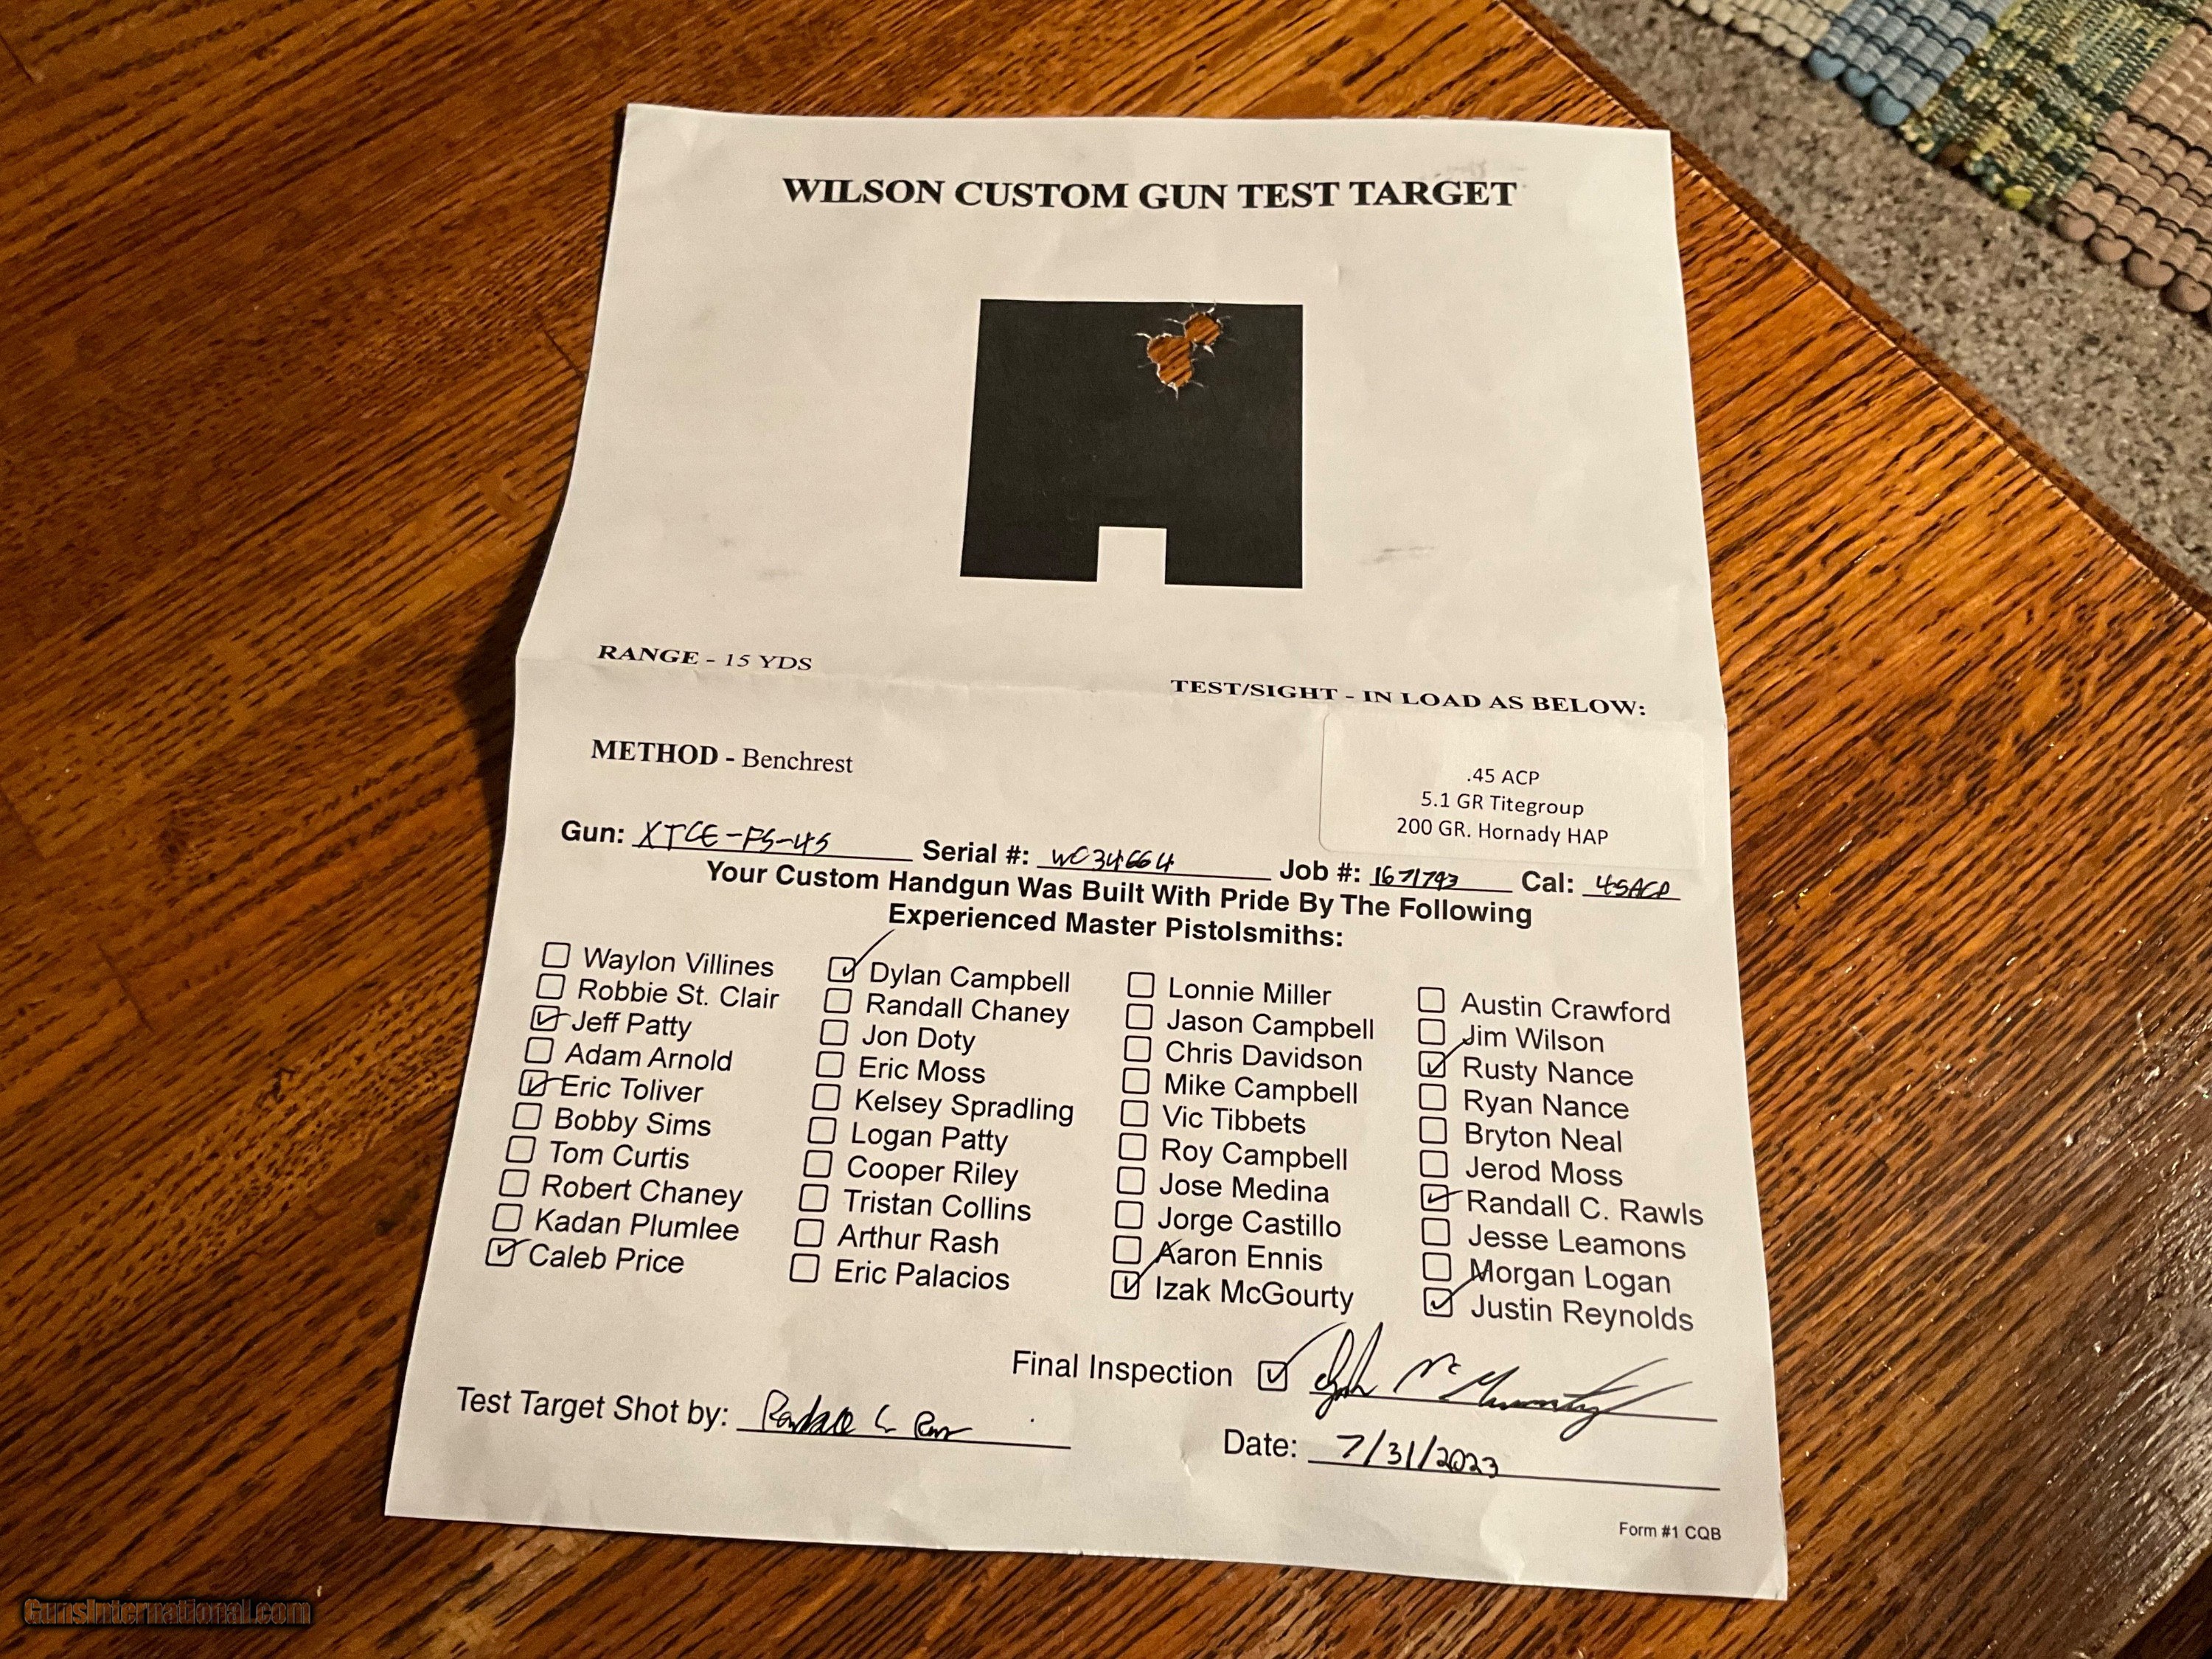 WILSON CUSTOM GUN TEST TARGET
RANGE - 15 YDS
TEST/SIGHT - IN LOAD AS BELOW:
METHOD - Benchrest
.45 ACP
5.1 GR Titegroup
200 GR. Hornady HAP
Gun: XTCE-FS-45 Serial #: WC34664 Job #: 1671793 Cal: 45ACP
Your Custom Handgun Was Built With Pride By The Following
Experienced Master Pistolsmiths:
Waylon Villines
Robbie St. Clair
Jeff Patty
Adam Arnold
Eric Toliver
Bobby Sims
Tom Curtis
Robert Chaney
Kadan Plumlee
Caleb Price
Dylan Campbell
Randall Chaney
Jon Doty
Eric Moss
Kelsey Spradling
Logan Patty
Cooper Riley
Tristan Collins
Arthur Rash
Eric Palacios
Lonnie Miller
Jason Campbell
Chris Davidson
Mike Campbell
Vic Tibbets
Roy Campbell
Jose Medina
Jorge Castillo
Aaron Ennis
Izak McGourty
Austin Crawford
Jim Wilson
Rusty Nance
Ryan Nance
Bryton Neal
Jerod Moss
Randall C. Rawls
Jesse Leamons
Morgan Logan
Justin Reynolds
Final Inspection
Test Target Shot by: Randall C
Date: 7/31/2023
Form #1 CQB
GunsInternational.com